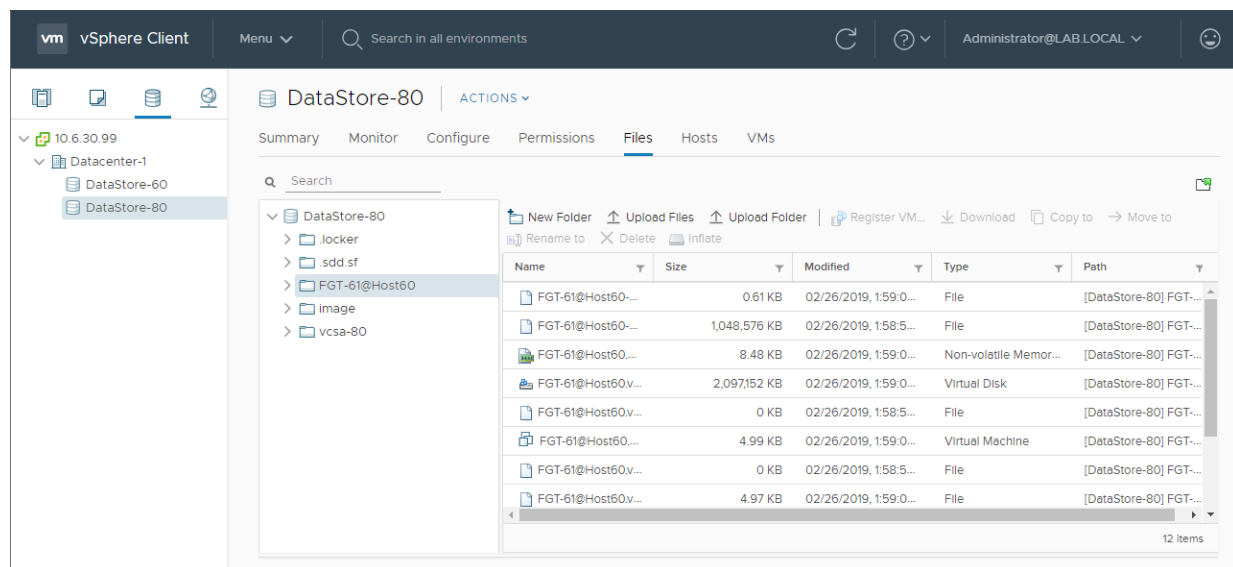 vm vSphere Client Menu Search in all environments Administrator@LAB.LOCAL
10.6.30.99
Datacenter-1
DataStore-60
DataStore-80
DataStore-80 ACTIONS
Summary Monitor Configure Permissions Files Hosts VMs
Search
DataStore-80
.locker
.sdd.sf
FGT-61@Host60
image
vcsa-80
New Folder Upload Files Upload Folder Register VM... Download Copy to Move to
Rename to Delete Inflate
Name Size Modified Type Path
FGT-61@Host60-... 0.61 KB 02/26/2019, 1:59:0... File [DataStore-80] FGT-...
FGT-61@Host60-... 1,048,576 KB 02/26/2019, 1:58:5... File [DataStore-80] FGT-...
FGT-61@Host60.... 8.48 KB 02/26/2019, 1:59:0... Non-volatile Memor... [DataStore-80] FGT-...
FGT-61@Host60.v... 2,097,152 KB 02/26/2019, 1:59:0... Virtual Disk [DataStore-80] FGT-...
FGT-61@Host60.v... 0 KB 02/26/2019, 1:58:5... File [DataStore-80] FGT-...
FGT-61@Host60.... 4.99 KB 02/26/2019, 1:59:0... Virtual Machine [DataStore-80] FGT-...
FGT-61@Host60.v... 0 KB 02/26/2019, 1:58:5... File [DataStore-80] FGT-...
FGT-61@Host60.v... 4.97 KB 02/26/2019, 1:59:0... File [DataStore-80] FGT-...
12 items